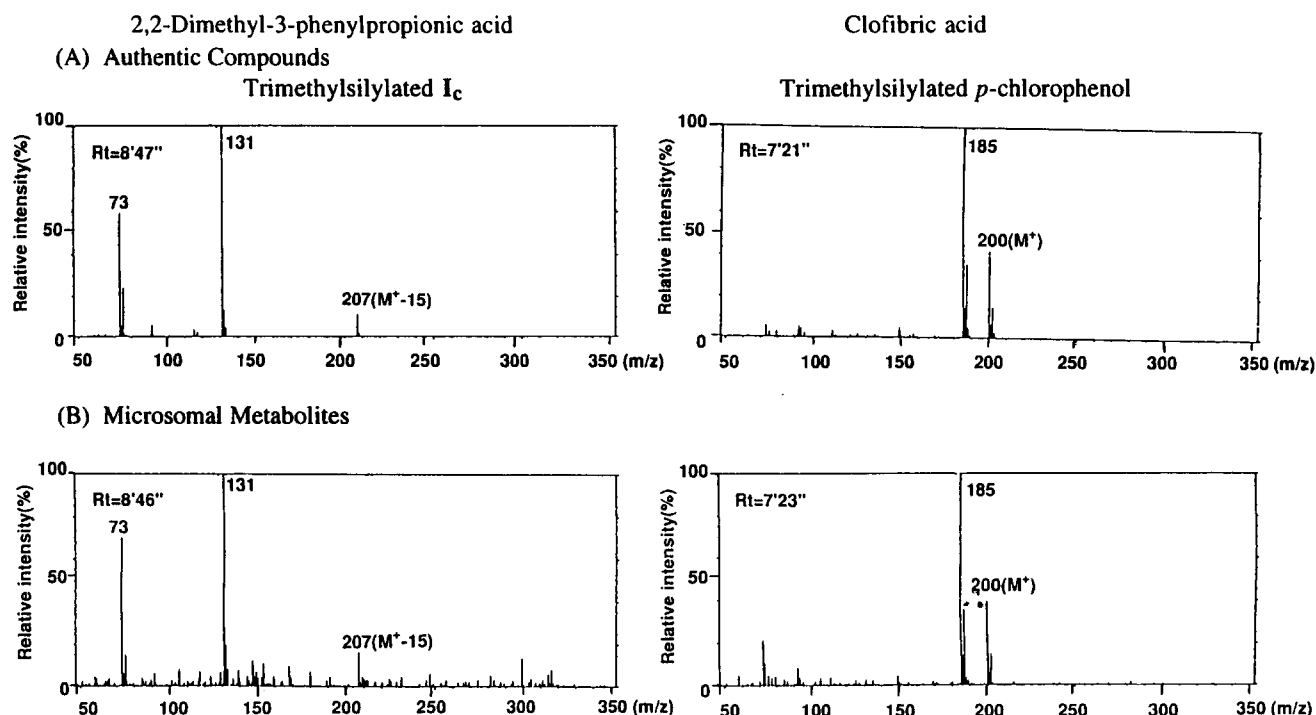 2,2-Dimethyl-3-phenylpropionic acid
Clofibric acid
(A) Authentic Compounds
Trimethylsilylated Ic
Trimethylsilylated p-chlorophenol
Relative intensity(%)
100
50
0
Rt=8'47"
73
131
207(M+-15)
50 100 150 200 250 300 350 (m/z)
Relative intensity(%)
100
50
0
Rt=7'21"
185
200(M+)
50 100 150 200 250 300 350 (m/z)
(B) Microsomal Metabolites
Relative intensity(%)
100
50
0
Rt=8'46"
73
131
207(M+-15)
50 100 150 200 250 300 350 (m/z)
Relative intensity(%)
100
50
0
Rt=7'23"
185
200(M+)
50 100 150 200 250 300 350 (m/z)